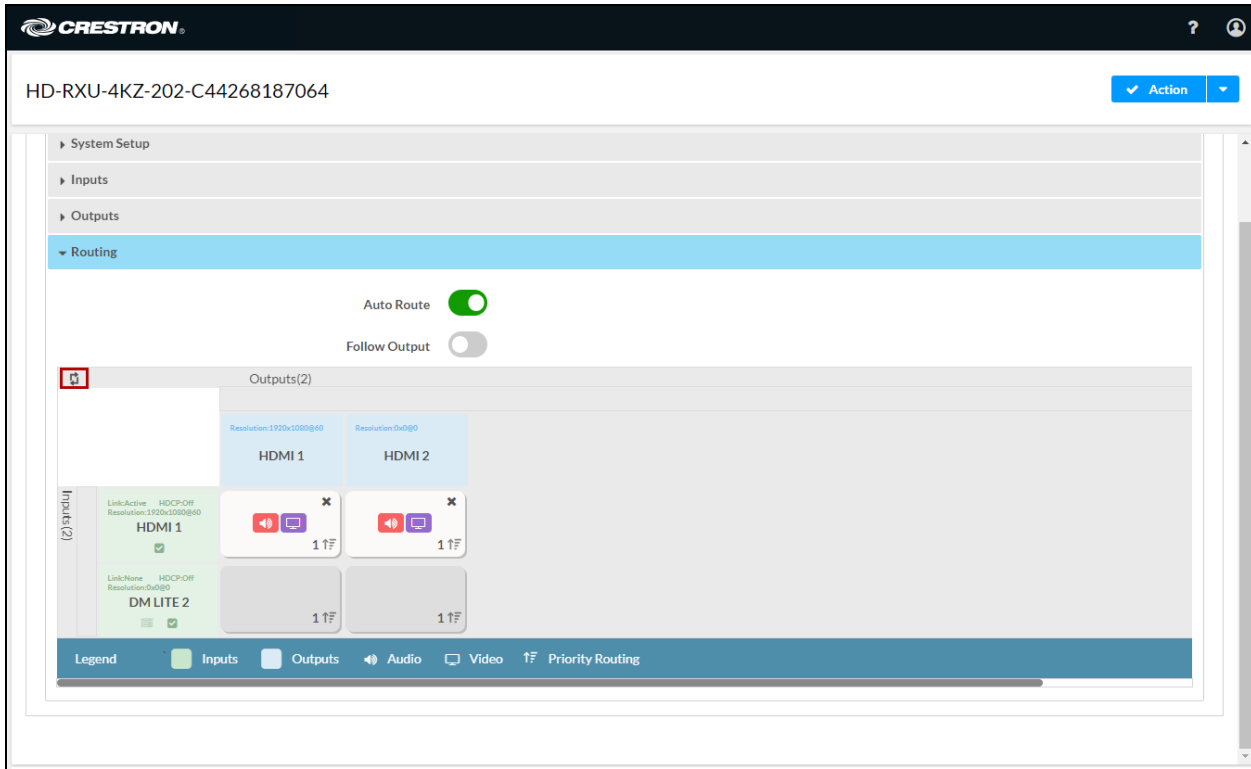 CRESTRON®
?
HD-RXU-4KZ-202-C44268187064
Action
System Setup
Inputs
Outputs
Routing
Auto Route
Follow Output
Outputs(2)
Resolution:1920x1080@60
HDMI 1
Resolution:0x0@0
HDMI 2
Inputs(2)
Link:Active HDCP:Off
Resolution:1920x1080@60
HDMI 1
1
1
Link:None HDCP:Off
Resolution:0x0@0
DM LITE 2
1
1
Legend Inputs Outputs Audio Video Priority Routing